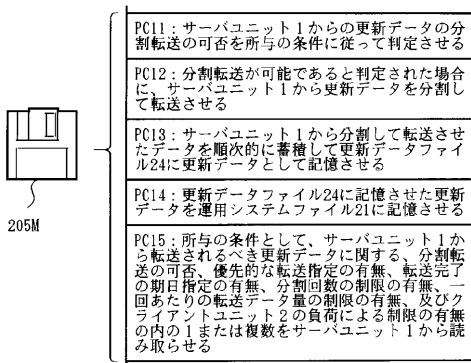 PC11:サーバユニット1からの更新データの分
割転送の可否を所与の条件に従って判定させる
PC12:分割転送が可能であると判定された場合
に、サーバユニット1から更新データを分割し
て転送させる
PC13:サーバユニット1から分割して転送させ
たデータを順次的に蓄積して更新データファイ
ル24に更新データとして記憶させる
PC14:更新データファイル24に記憶させた更新
データを運用システムファイル21に記憶させる
PC15:所与の条件として、サーバユニット1か
ら転送されるべき更新データに関する、分割転
送の可否、優先的な転送指定の有無、転送完了
の期日指定の有無、分割回数の制限の有無、一
回あたりの転送データ量の制限の有無、及びク
ライアントユニット2の負荷による制限の有無
の内の1または複数をサーバユニット1から読
み取らせる
205M